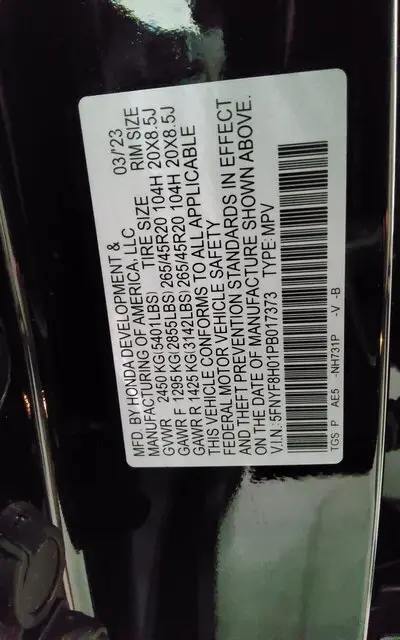 MFD. BY HONDA DEVELOPMENT & 03/'23
MANUFACTURING OF AMERICA, LLC
TIRE SIZE RIM SIZE
GVWR 2450 KG(5401LBS) 265/45R20 104H 20X8.5J
GAWR F 1295 KG(2855LBS) 265/45R20 104H 20X8.5J
GAWR R 1425 KG(3142LBS)
THIS VEHICLE CONFORMS TO ALL APPLICABLE
FEDERAL MOTOR VEHICLE SAFETY
AND THEFT PREVENTION STANDARDS IN EFFECT
ON THE DATE OF MANUFACTURE SHOWN ABOVE.
V.I.N.: 5FNYF8H01PB017373 TYPE: MPV
TGS P AE5 -NH731P -V -B